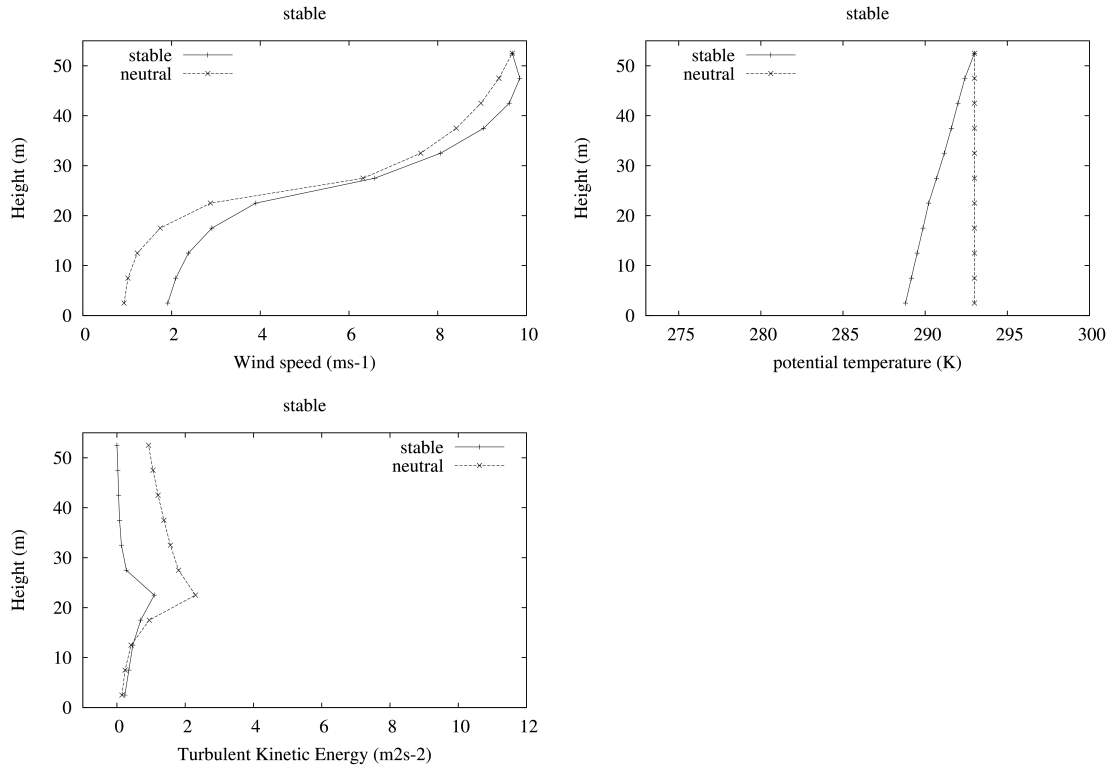 stable
stable
neutral
50
40
30
20
10
0
Height (m)
0 2 4 6 8 10
Wind speed (ms-1)
stable
stable
neutral
50
40
30
20
10
0
Height (m)
275 280 285 290 295 300
potential temperature (K)
stable
stable
neutral
50
40
30
20
10
0
Height (m)
0 2 4 6 8 10 12
Turbulent Kinetic Energy (m2s-2)